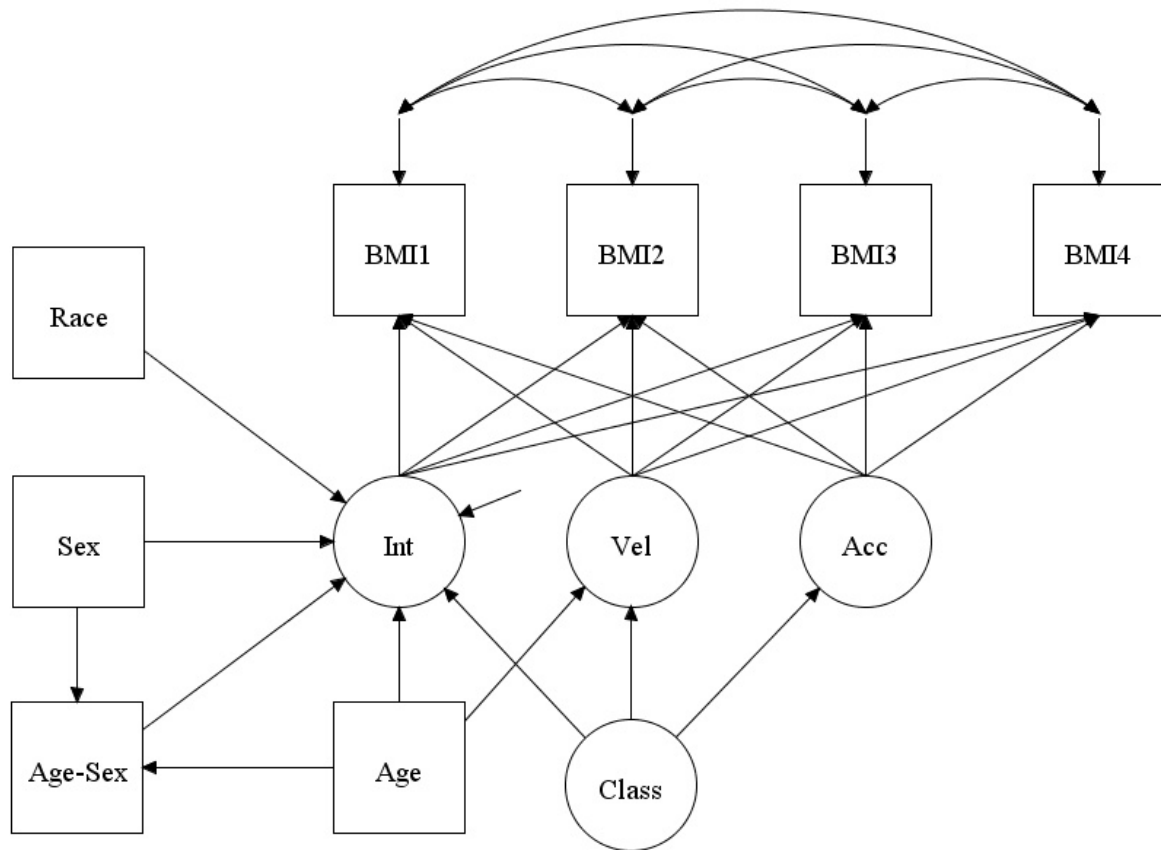 BMI1
BMI2
BMI3
BMI4
Race
Sex
Int
Vel
Acc
Age-Sex
Age
Class